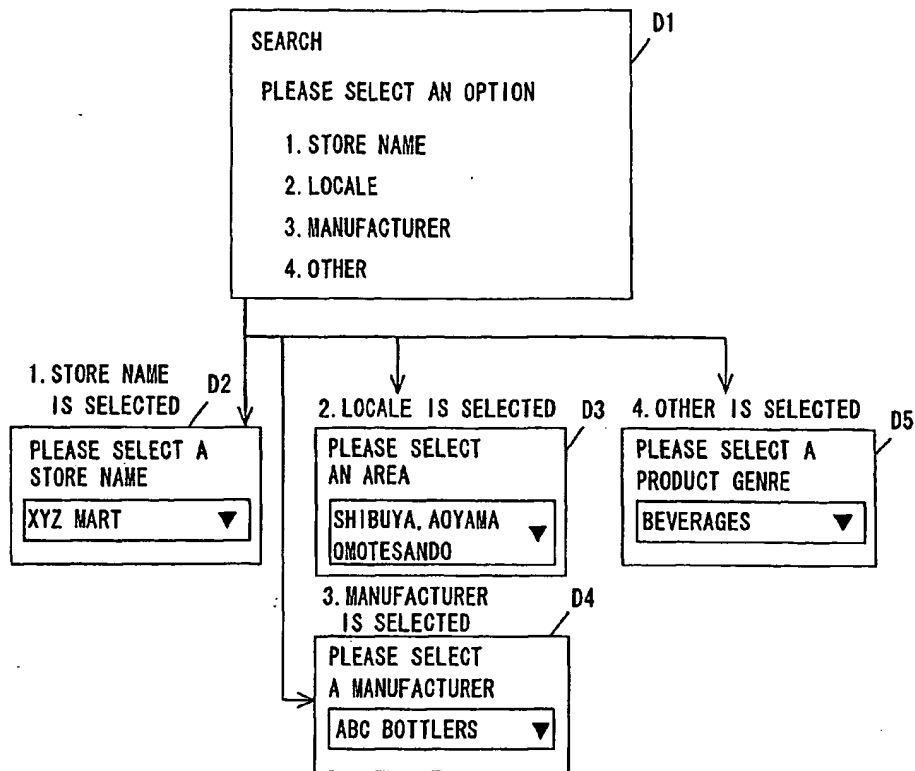 D1
SEARCH
PLEASE SELECT AN OPTION
1. STORE NAME
2. LOCALE
3. MANUFACTURER
4. OTHER
1. STORE NAME
IS SELECTED
D2
PLEASE SELECT A
STORE NAME
XYZ MART
2. LOCALE IS SELECTED
D3
PLEASE SELECT
AN AREA
SHIBUYA, AOYAMA
OMOTESANDO
4. OTHER IS SELECTED
D5
PLEASE SELECT A
PRODUCT GENRE
BEVERAGES
3. MANUFACTURER
IS SELECTED
D4
PLEASE SELECT
A MANUFACTURER
ABC BOTTLERS